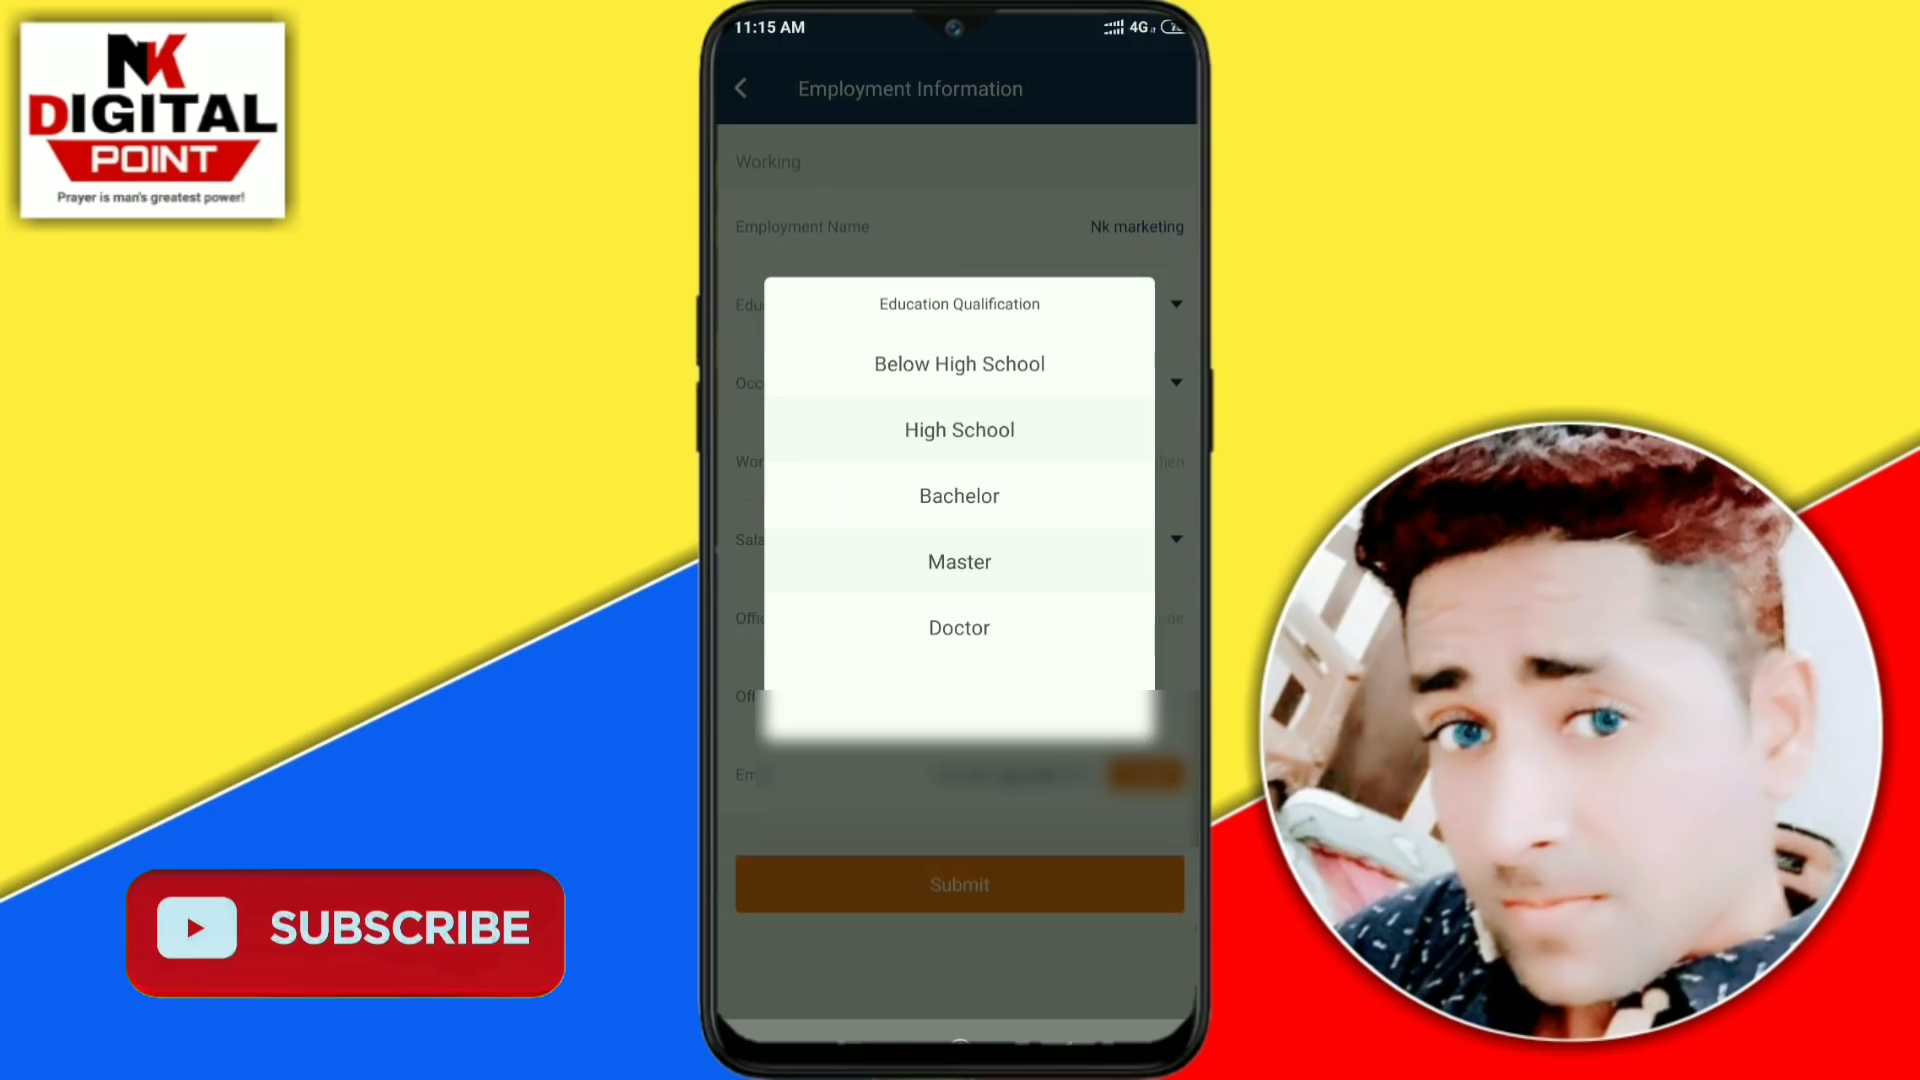 NK
DIGITAL
POINT
Prayer is man's greatest power!
11:15 AM
4G
Employment Information
Working
Employment Name
Nk marketing
Education Qualification
Below High School
High School
Bachelor
Master
Doctor
Submit
SUBSCRIBE